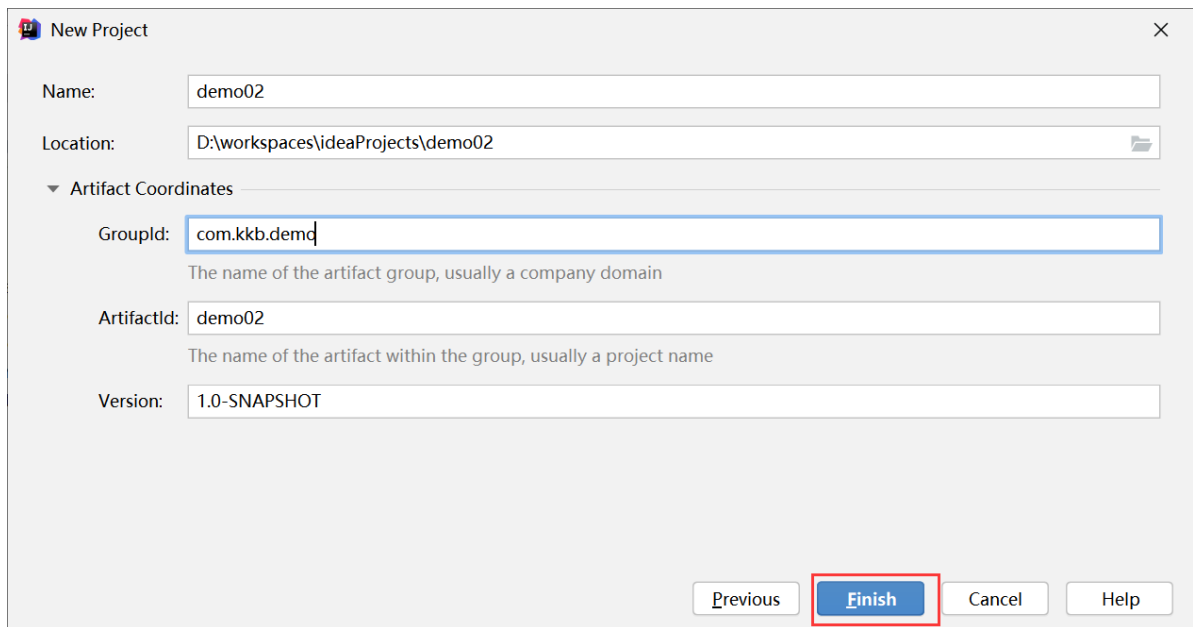 New Project
Name: demo02
Location: D:\workspaces\ideaProjects\demo02
Artifact Coordinates
GroupId: com.kkb.demo
The name of the artifact group, usually a company domain
ArtifactId: demo02
The name of the artifact within the group, usually a project name
Version: 1.0-SNAPSHOT
Previous Finish Cancel Help